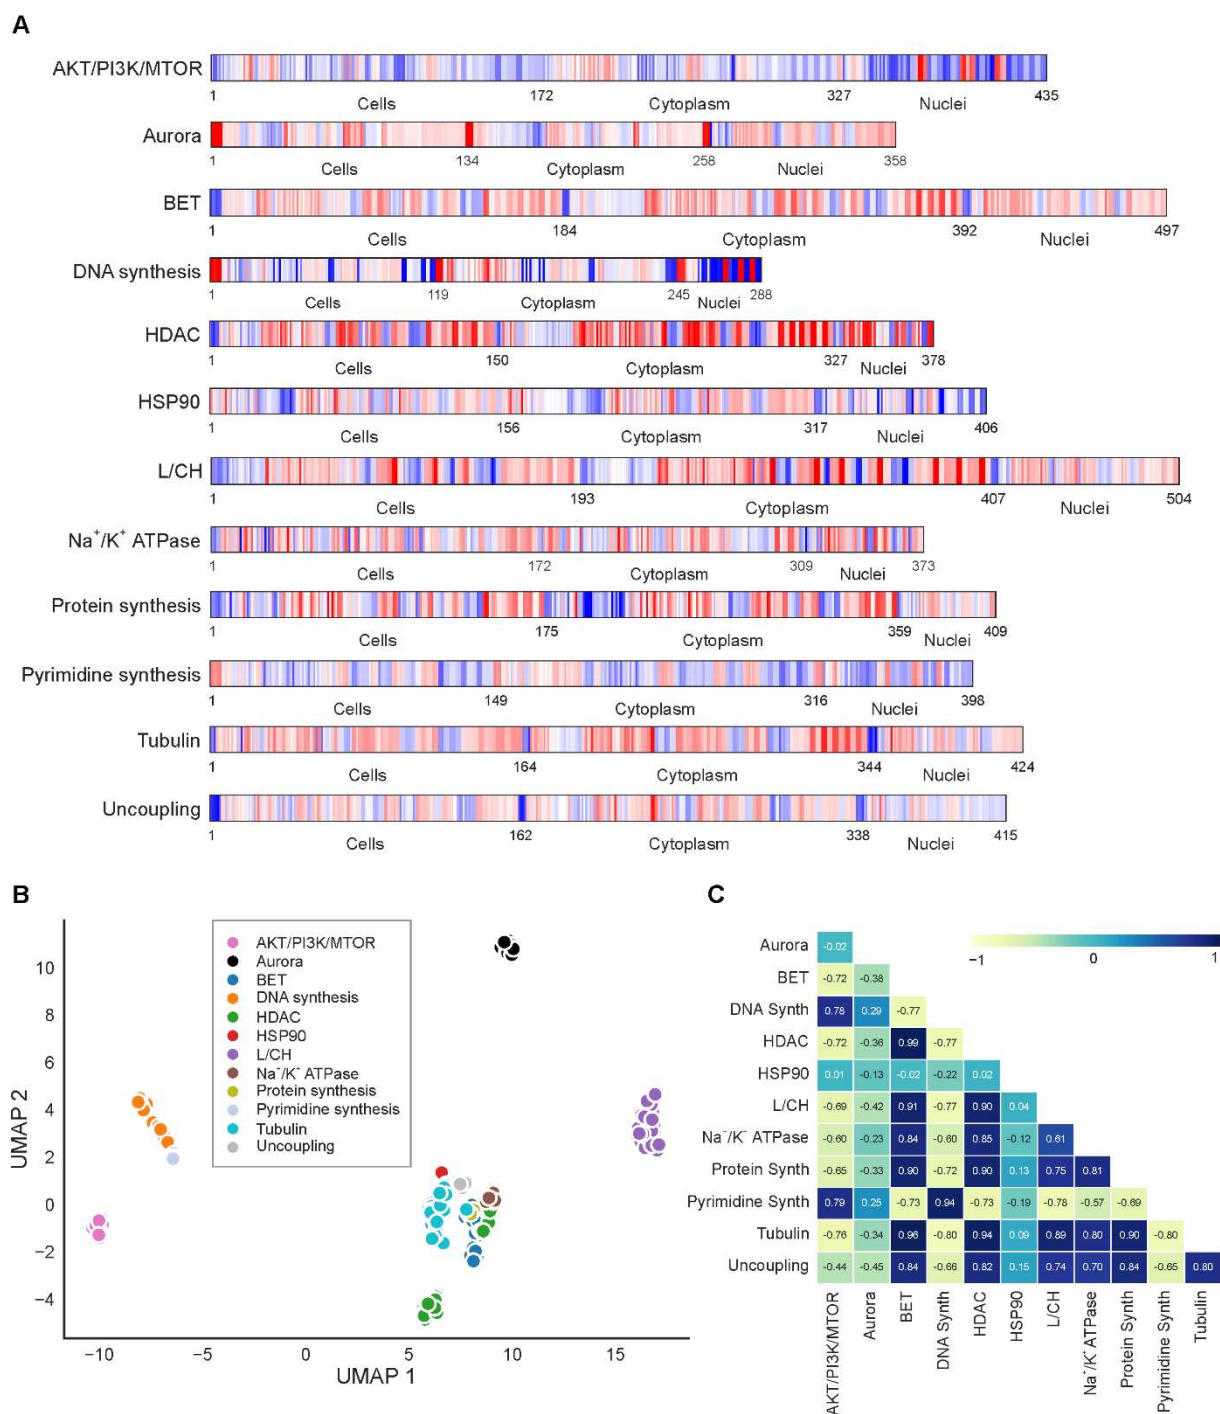 A
AKT/PI3K/MTOR
1 172 327 435
Cells Cytoplasm Nuclei
Aurora
1 134 258 358
Cells Cytoplasm Nuclei
BET
1 184 392 497
Cells Cytoplasm Nuclei
DNA synthesis
1 119 245 288
Cells Cytoplasm Nuclei
HDAC
1 150 327 378
Cells Cytoplasm Nuclei
HSP90
1 156 317 406
Cells Cytoplasm Nuclei
L/CH
1 193 407 504
Cells Cytoplasm Nuclei
Na⁺/K⁺ ATPase
1 172 309 373
Cells Cytoplasm Nuclei
Protein synthesis
1 175 359 409
Cells Cytoplasm Nuclei
Pyrimidine synthesis
1 149 316 398
Cells Cytoplasm Nuclei
Tubulin
1 164 344 424
Cells Cytoplasm Nuclei
Uncoupling
1 162 338 415
Cells Cytoplasm Nuclei
B
AKT/PI3K/MTOR
Aurora
BET
DNA synthesis
HDAC
HSP90
L/CH
Na⁺/K⁺ ATPase
Protein synthesis
Pyrimidine synthesis
Tubulin
Uncoupling
10
8
6
4
2
0
−2
−4
UMAP 2
−10 −5 0 5 10 15
UMAP 1
C
−1 0 1
Aurora -0.02
BET -0.72 -0.38
DNA Synth 0.78 0.29 -0.77
HDAC -0.72 -0.36 0.99 -0.77
HSP90 0.01 -0.13 -0.02 -0.22 0.02
L/CH -0.69 -0.42 0.91 -0.77 0.90 0.04
Na⁺/K⁺ ATPase -0.60 -0.23 0.84 -0.60 0.85 -0.12 0.61
Protein Synth -0.65 -0.33 0.90 -0.72 0.90 0.13 0.75 0.81
Pyrimidine Synth 0.79 0.25 -0.73 0.94 -0.73 -0.19 -0.78 -0.57 -0.69
Tubulin -0.76 -0.34 0.96 -0.80 0.94 0.09 0.89 0.80 0.90 -0.80
Uncoupling -0.44 -0.45 0.84 -0.66 0.82 0.15 0.74 0.70 0.84 -0.65 0.80
AKT/PI3K/MTOR
Aurora
BET
DNA Synth
HDAC
HSP90
L/CH
Na⁺/K⁺ ATPase
Protein Synth
Pyrimidine Synth
Tubulin